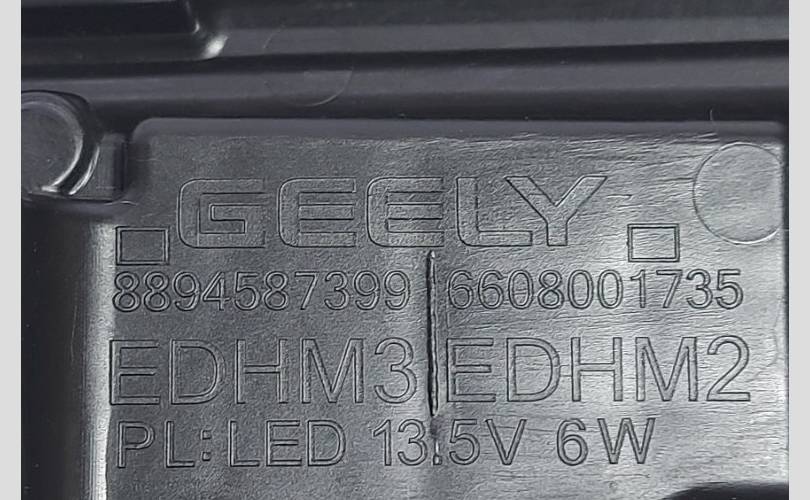 GEELY
8894587399 6608001735
EDHM3 EDHM2
PL: LED 13.5V 6W